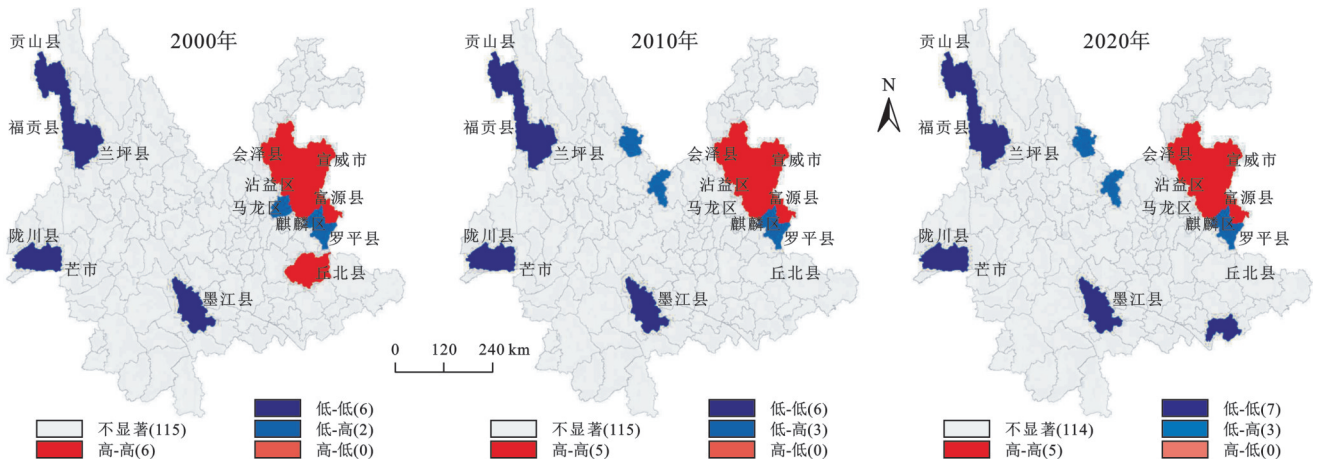 2000年
贡山县
福贡县
兰坪县
会泽县
宣威市
沾益区
富源县
马龙区
麒麟区
罗平县
陇川县
芒市
丘北县
墨江县
不显著(115)
高-高(6)
低-低(6)
低-高(2)
高-低(0)
2010年
贡山县
福贡县
兰坪县
会泽县
宣威市
沾益区
富源县
马龙区
麒麟区
罗平县
陇川县
芒市
丘北县
墨江县
0 120 240 km
不显著(115)
高-高(5)
低-低(6)
低-高(3)
高-低(0)
2020年
N
贡山县
福贡县
兰坪县
会泽县
宣威市
沾益区
富源县
马龙区
麒麟区
罗平县
陇川县
芒市
丘北县
墨江县
不显著(114)
高-高(5)
低-低(7)
低-高(3)
高-低(0)